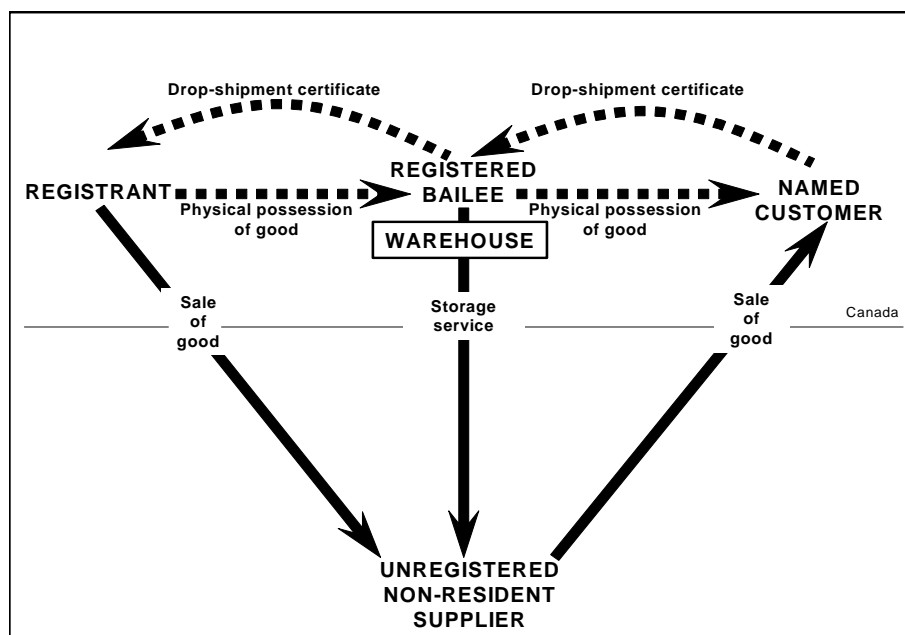 Drop-shipment certificate
Drop-shipment certificate
REGISTRANT
Physical possession
of good
REGISTERED
BAILEE
WAREHOUSE
Physical possession
of good
NAMED
CUSTOMER
Sale
of
good
Storage
service
Sale
of
good
Canada
UNREGISTERED
NON-RESIDENT
SUPPLIER